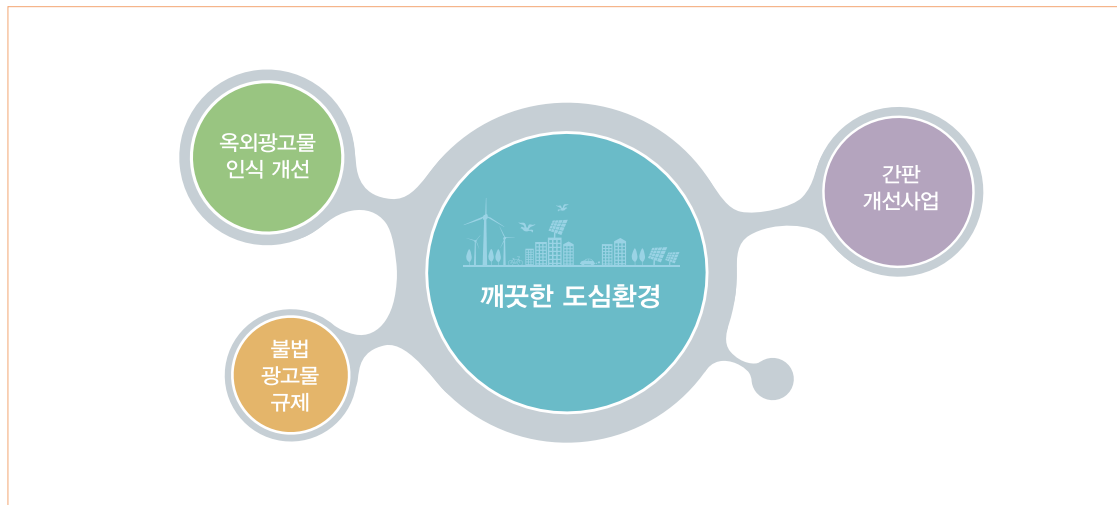 옥외광고물
인식 개선
간판
개선사업
깨끗한 도심환경
불법
광고물
규제